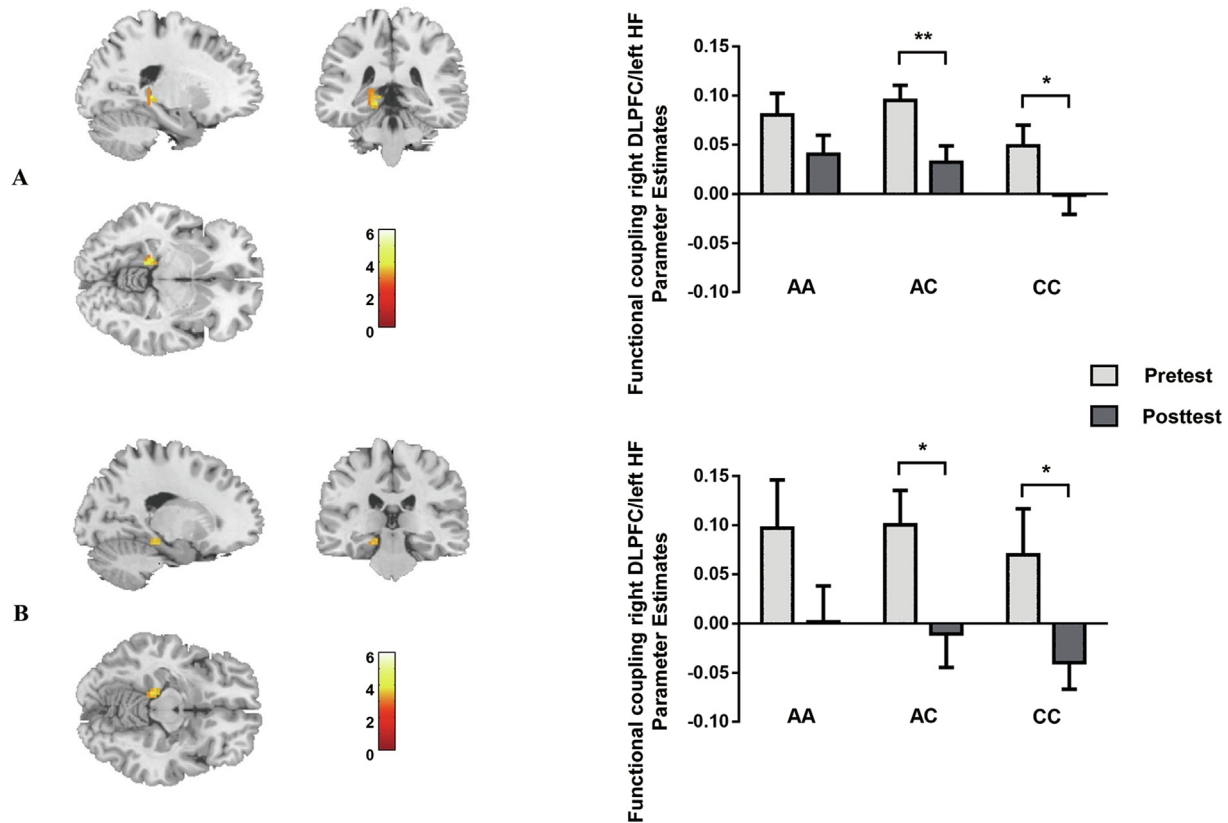 A
6
4
2
0
Functional coupling right DLPFC/left HF
Parameter Estimates
0.15
0.10
0.05
0.00
-0.05
-0.10
**
*
AA
AC
CC
Pretest
Posttest
B
6
4
2
0
Functional coupling right DLPFC/left HF
Parameter Estimates
0.15
0.10
0.05
0.00
-0.05
-0.10
*
*
AA
AC
CC